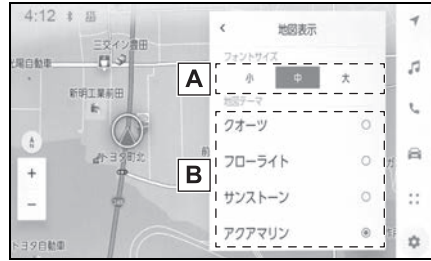 4:12
地図表示
三交イン豊田
尾自動車
フォントサイズ
A
小 中 大
新明工業前田
地図テーマ
クオーツ
トヨタ町北
B
フローライト
サンストーン
アクアマリン
トヨタ自動車